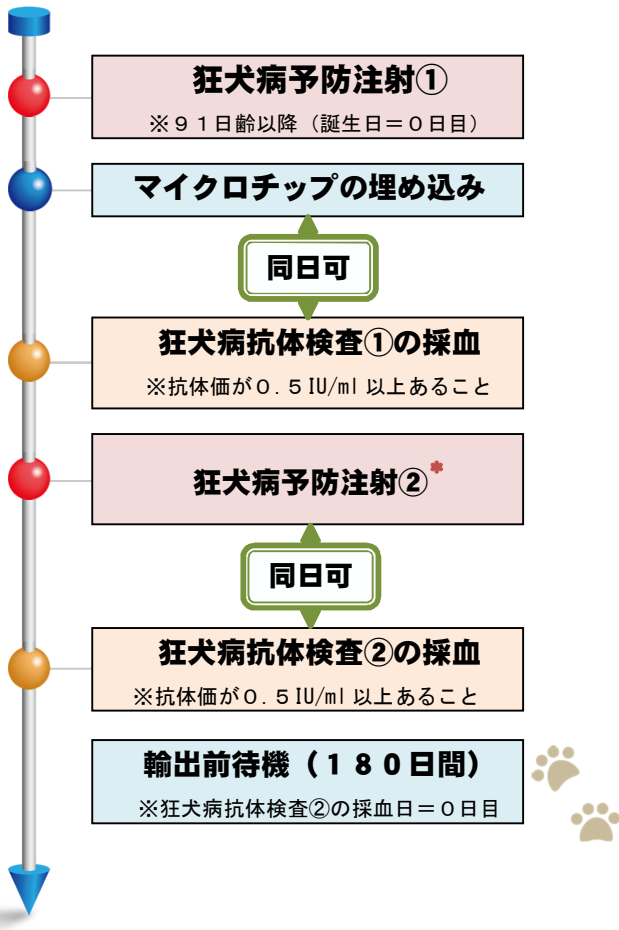 狂犬病予防注射①
※９１日齢以降（誕生日＝０日目）
マイクロチップの埋め込み
同日可
狂犬病抗体検査①の採血
※抗体価が０．５IU/ml以上あること
狂犬病予防注射②*
同日可
狂犬病抗体検査②の採血
※抗体価が０．５IU/ml以上あること
輸出前待機（１８０日間）
※狂犬病抗体検査②の採血日＝０日目